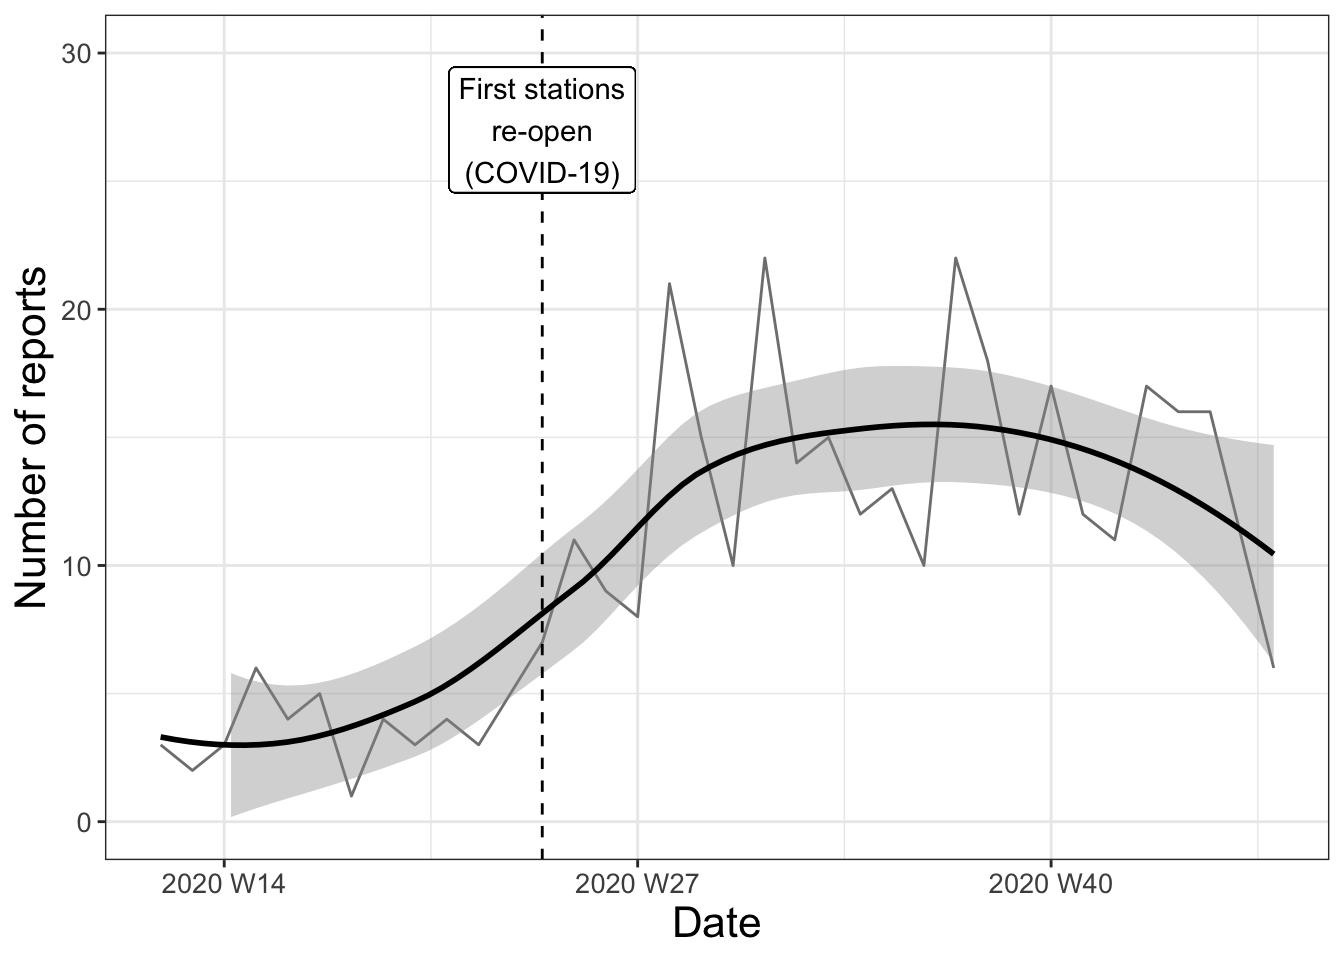 30
First stations
re-open
(COVID-19)
20
10
0
Number of reports
2020 W14
2020 W27
2020 W40
Date